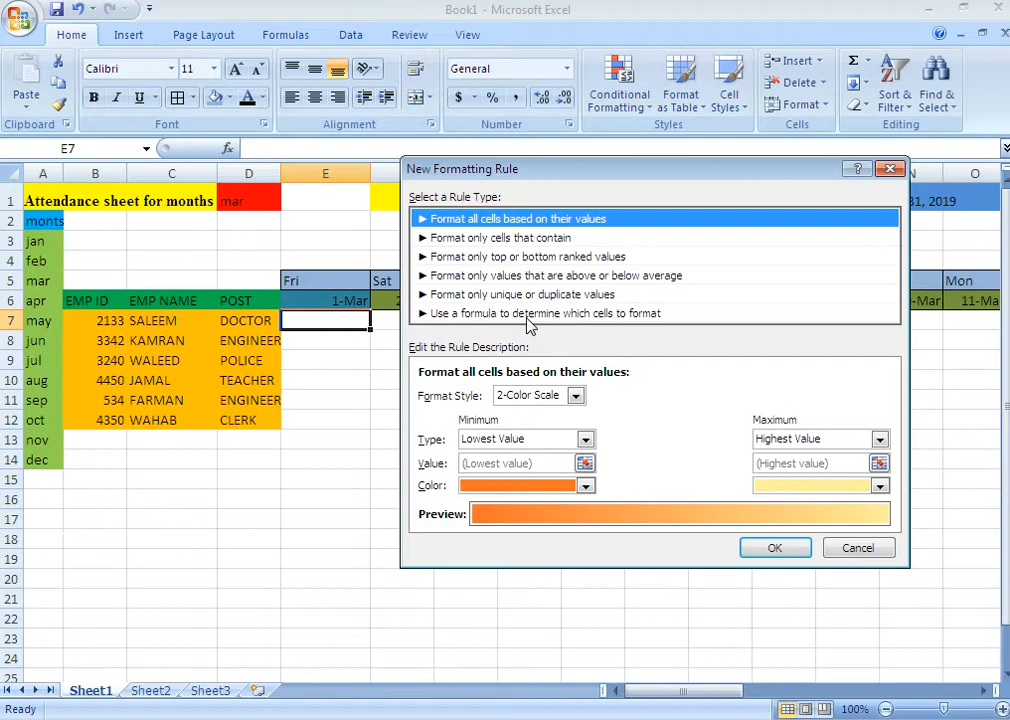 Book1 - Microsoft Excel
Home Insert Page Layout Formulas Data Review View
Paste
Calibri 11
B I U
General
$ % ,
Conditional Formatting
Format as Table
Cell Styles
Insert
Delete
Format
Σ
Sort & Filter
Find & Select
Clipboard Font Alignment Number Styles Cells Editing
E7 fx
A B C D E N O
1 Attendance sheet for months mar 31, 2019
2 monts
3 jan
4 feb
5 mar Fri Sat Mon
6 apr EMP ID EMP NAME POST 1-Mar 2 -Mar 11-Mar
7 may 2133 SALEEM DOCTOR
8 jun 3342 KAMRAN ENGINEER
9 jul 3240 WALEED POLICE
10 aug 4450 JAMAL TEACHER
11 sep 534 FARMAN ENGINEER
12 oct 4350 WAHAB CLERK
13 nov
14 dec
15
16
17
18
19
20
21
22
23
24
25
New Formatting Rule
Select a Rule Type:
► Format all cells based on their values
► Format only cells that contain
► Format only top or bottom ranked values
► Format only values that are above or below average
► Format only unique or duplicate values
► Use a formula to determine which cells to format
Edit the Rule Description:
Format all cells based on their values:
Format Style: 2-Color Scale
Minimum Maximum
Type: Lowest Value Highest Value
Value: (Lowest value) (Highest value)
Color:
Preview:
OK Cancel
Sheet1 Sheet2 Sheet3
Ready 100%